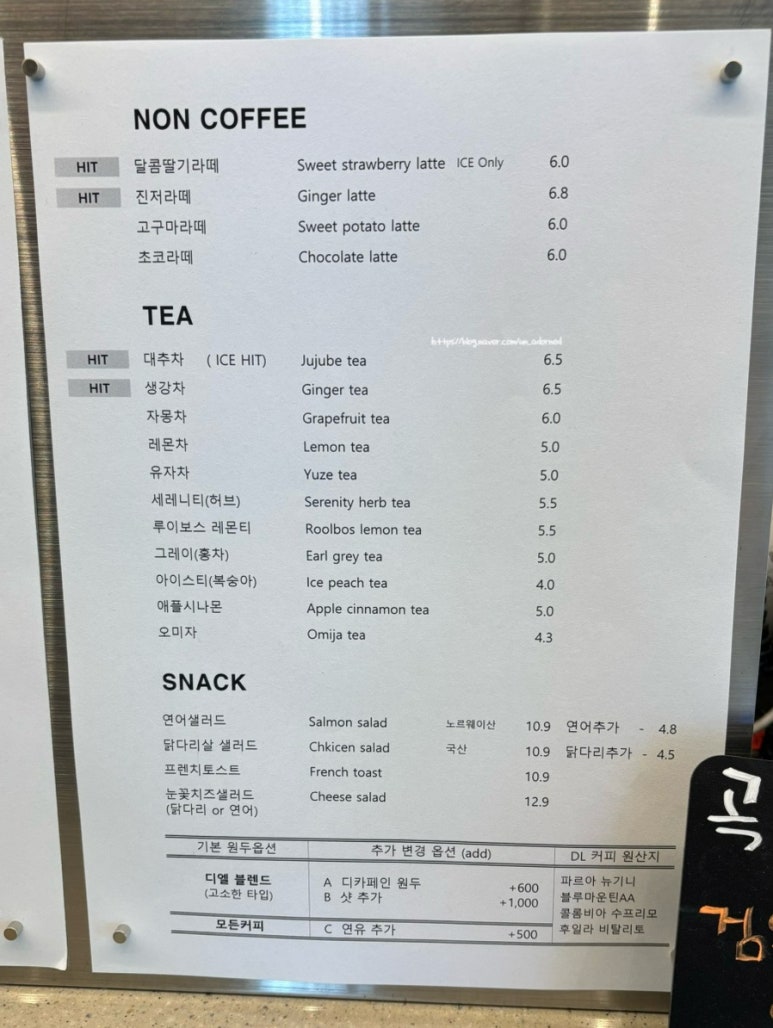 NON COFFEE
HIT 달콤딸기라떼 Sweet strawberry latte ICE Only 6.0
HIT 진저라떼 Ginger latte 6.8
고구마라떼 Sweet potato latte 6.0
초코라떼 Chocolate latte 6.0
TEA
HIT 대추차 ( ICE HIT) Jujube tea 6.5
HIT 생강차 Ginger tea 6.5
자몽차 Grapefruit tea 6.0
레몬차 Lemon tea 5.0
유자차 Yuze tea 5.0
세레니티(허브) Serenity herb tea 5.5
루이보스 레몬티 Rooibos lemon tea 5.5
그레이(홍차) Earl grey tea 5.0
아이스티(복숭아) Ice peach tea 4.0
애플시나몬 Apple cinnamon tea 5.0
오미자 Omija tea 4.3
SNACK
연어샐러드 Salmon salad 노르웨이산 10.9 연어추가 - 4.8
닭다리살 샐러드 Chkicen salad 국산 10.9 닭다리추가 - 4.5
프렌치토스트 French toast 10.9
눈꽃치즈샐러드 Cheese salad 12.9
(닭다리 or 연어)
기본 원두옵션 추가 변경 옵션 (add) DL 커피 원산지
디엘 블렌드 A 디카페인 원두 +600 파르아 뉴기니
(고소한 타입) B 샷 추가 +1,000 블루마운틴AA
콜롬비아 수프리모
모든커피 C 연유 추가 +500 후일라 비탈리토